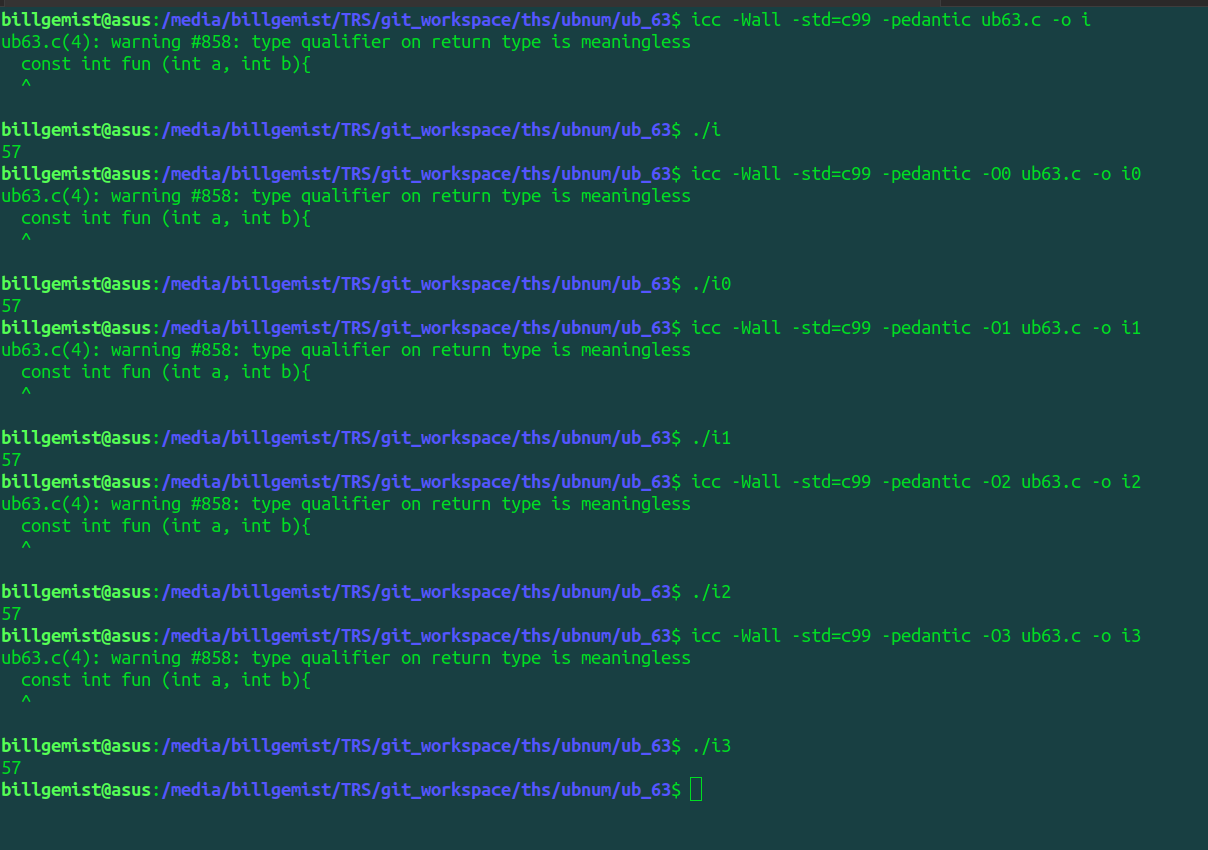 billgemist@asus:/media/billgemist/TRS/git_workspace/ths/ubnum/ub_63$ icc -Wall -std=c99 -pedantic ub63.c -o i
ub63.c(4): warning #858: type qualifier on return type is meaningless
  const int fun (int a, int b){
  ^

billgemist@asus:/media/billgemist/TRS/git_workspace/ths/ubnum/ub_63$ ./i
57
billgemist@asus:/media/billgemist/TRS/git_workspace/ths/ubnum/ub_63$ icc -Wall -std=c99 -pedantic -O0 ub63.c -o i0
ub63.c(4): warning #858: type qualifier on return type is meaningless
  const int fun (int a, int b){
  ^

billgemist@asus:/media/billgemist/TRS/git_workspace/ths/ubnum/ub_63$ ./i0
57
billgemist@asus:/media/billgemist/TRS/git_workspace/ths/ubnum/ub_63$ icc -Wall -std=c99 -pedantic -O1 ub63.c -o i1
ub63.c(4): warning #858: type qualifier on return type is meaningless
  const int fun (int a, int b){
  ^

billgemist@asus:/media/billgemist/TRS/git_workspace/ths/ubnum/ub_63$ ./i1
57
billgemist@asus:/media/billgemist/TRS/git_workspace/ths/ubnum/ub_63$ icc -Wall -std=c99 -pedantic -O2 ub63.c -o i2
ub63.c(4): warning #858: type qualifier on return type is meaningless
  const int fun (int a, int b){
  ^

billgemist@asus:/media/billgemist/TRS/git_workspace/ths/ubnum/ub_63$ ./i2
57
billgemist@asus:/media/billgemist/TRS/git_workspace/ths/ubnum/ub_63$ icc -Wall -std=c99 -pedantic -O3 ub63.c -o i3
ub63.c(4): warning #858: type qualifier on return type is meaningless
  const int fun (int a, int b){
  ^

billgemist@asus:/media/billgemist/TRS/git_workspace/ths/ubnum/ub_63$ ./i3
57
billgemist@asus:/media/billgemist/TRS/git_workspace/ths/ubnum/ub_63$